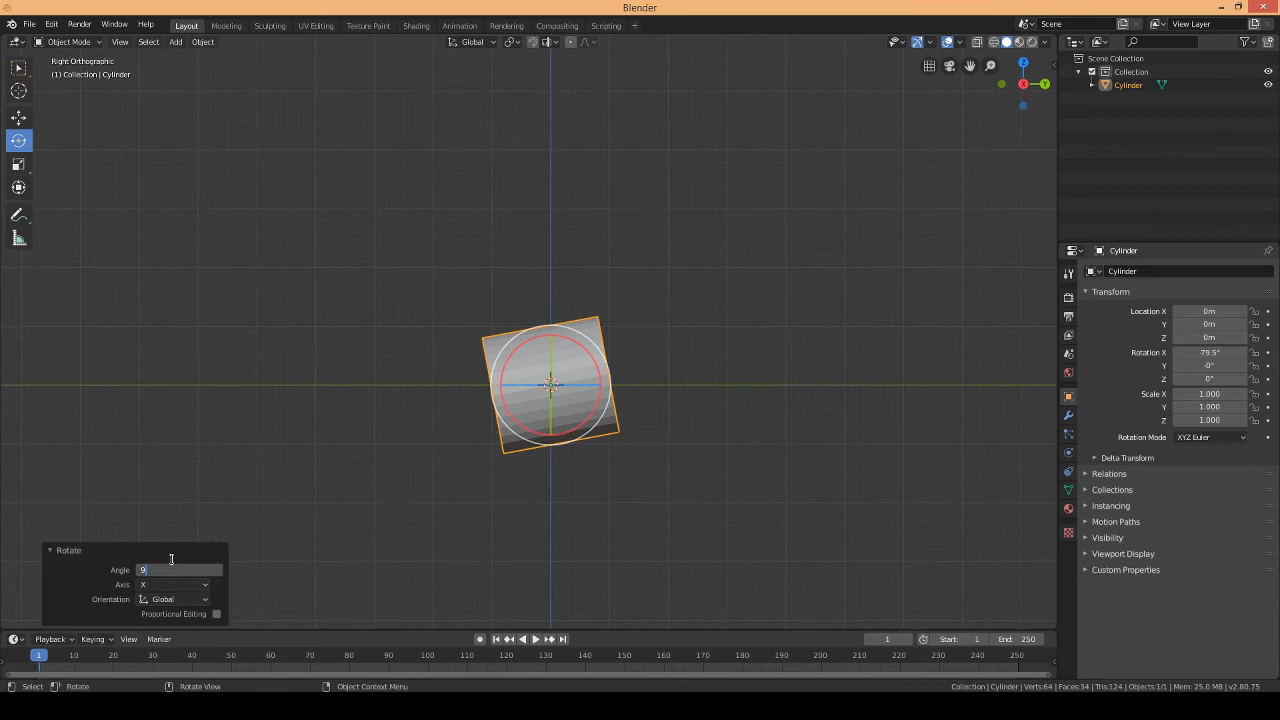 Blender
File Edit Render Window Help
Layout Modeling Sculpting UV Editing Texture Paint Shading Animation Rendering Compositing Scripting +
Scene View Layer
Object Mode View Select Add Object Global
Right Orthographic
(1) Collection | Cylinder
Z
X Y
Scene Collection
Collection
Cylinder
Cylinder
Cylinder
Transform
Location X 0m
Y 0m
Z 0m
Rotation X -79.5°
Y -0°
Z 0°
Scale X 1.000
Y 1.000
Z 1.000
Rotation Mode XYZ Euler
Delta Transform
Relations
Collections
Instancing
Motion Paths
Visibility
Viewport Display
Custom Properties
Rotate
Angle 9
Axis X
Orientation Global
Proportional Editing
Playback Keying View Marker 1 Start: 1 End: 250
1 10 20 30 40 50 60 70 80 90 100 110 120 130 140 150 160 170 180 190 200 210 220 230 240 250
Select Rotate Rotate View Object Context Menu Collection | Cylinder | Verts:64 | Faces:34 | Tris:124 | Objects:1/1 | Mem: 25.0 MB | v2.80.75